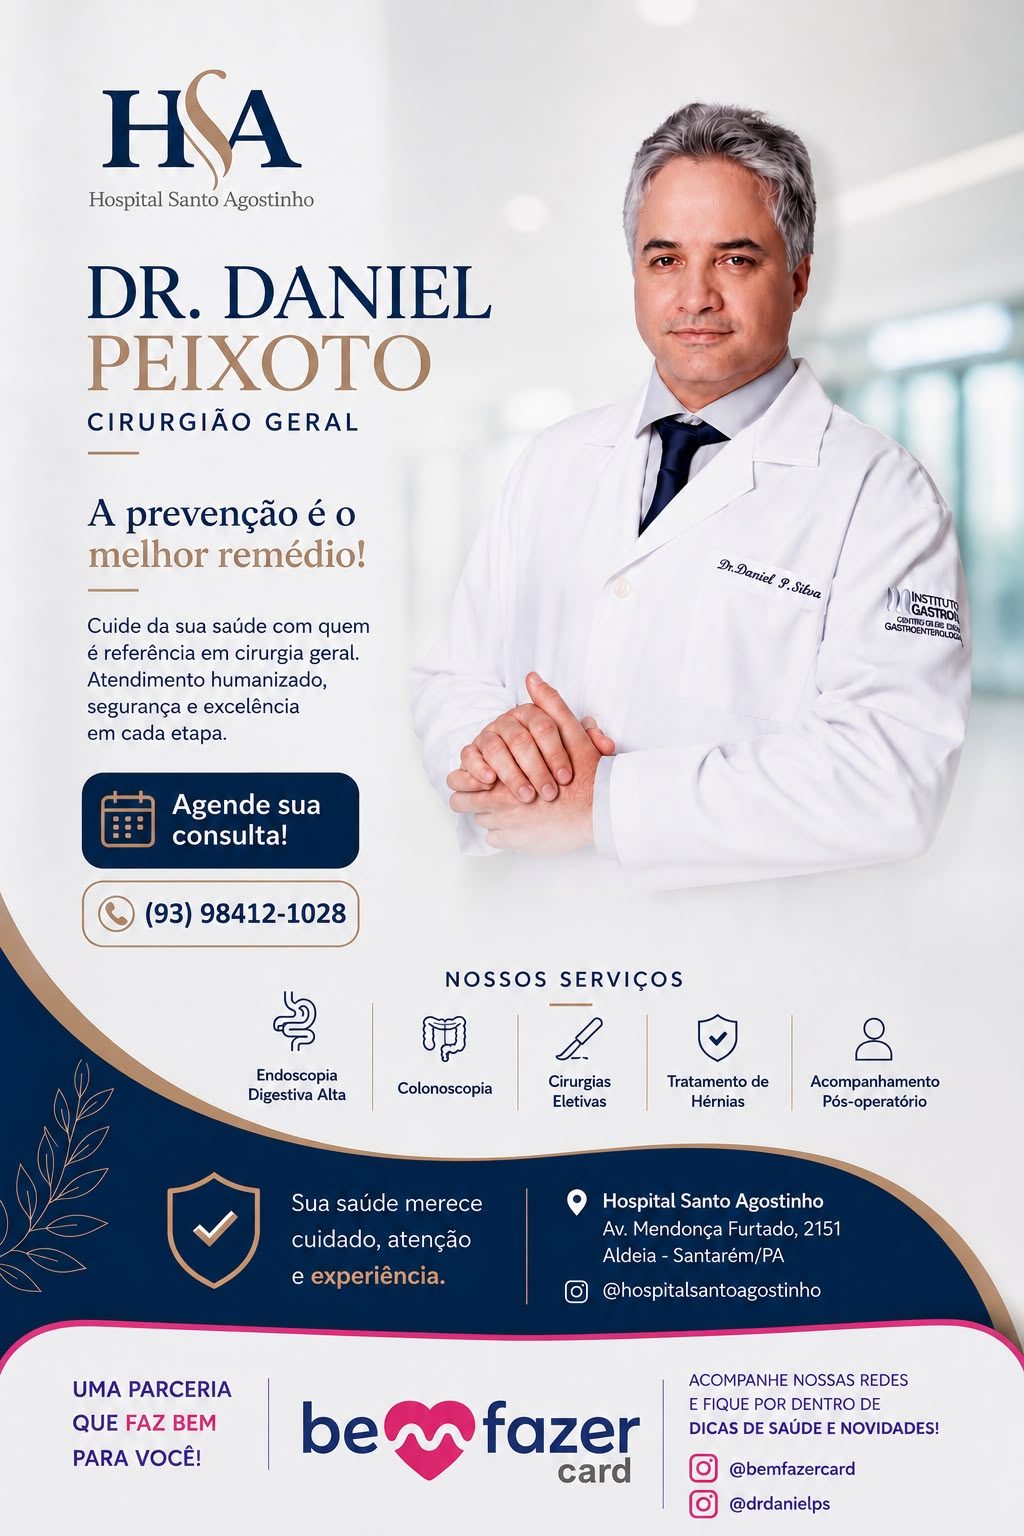 HSA
Hospital Santo Agostinho
DR. DANIEL
PEIXOTO
CIRURGIÃO GERAL
A prevenção é o
melhor remédio!
Cuide da sua saúde com quem
é referência em cirurgia geral.
Atendimento humanizado,
segurança e excelência
em cada etapa.
Agende sua
consulta!
(93) 98412-1028
Dr.Daniel P.Silva
INSTITUTO
GASTRO
GASTROENTEROLOGIA
NOSSOS SERVIÇOS
Endoscopia
Digestiva Alta
Colonoscopia
Cirurgias
Eletivas
Tratamento de
Hérnias
Acompanhamento
Pós-operatório
Sua saúde merece
cuidado, atenção
e experiência.
Hospital Santo Agostinho
Av. Mendonça Furtado, 2151
Aldeia - Santarém/PA
@hospitalsantoagostinho
UMA PARCERIA
QUE FAZ BEM
PARA VOCÊ!
bem fazer
card
ACOMPANHE NOSSAS REDES
E FIQUE POR DENTRO DE
DICAS DE SAÚDE E NOVIDADES!
@bemfazercard
@drdanielps